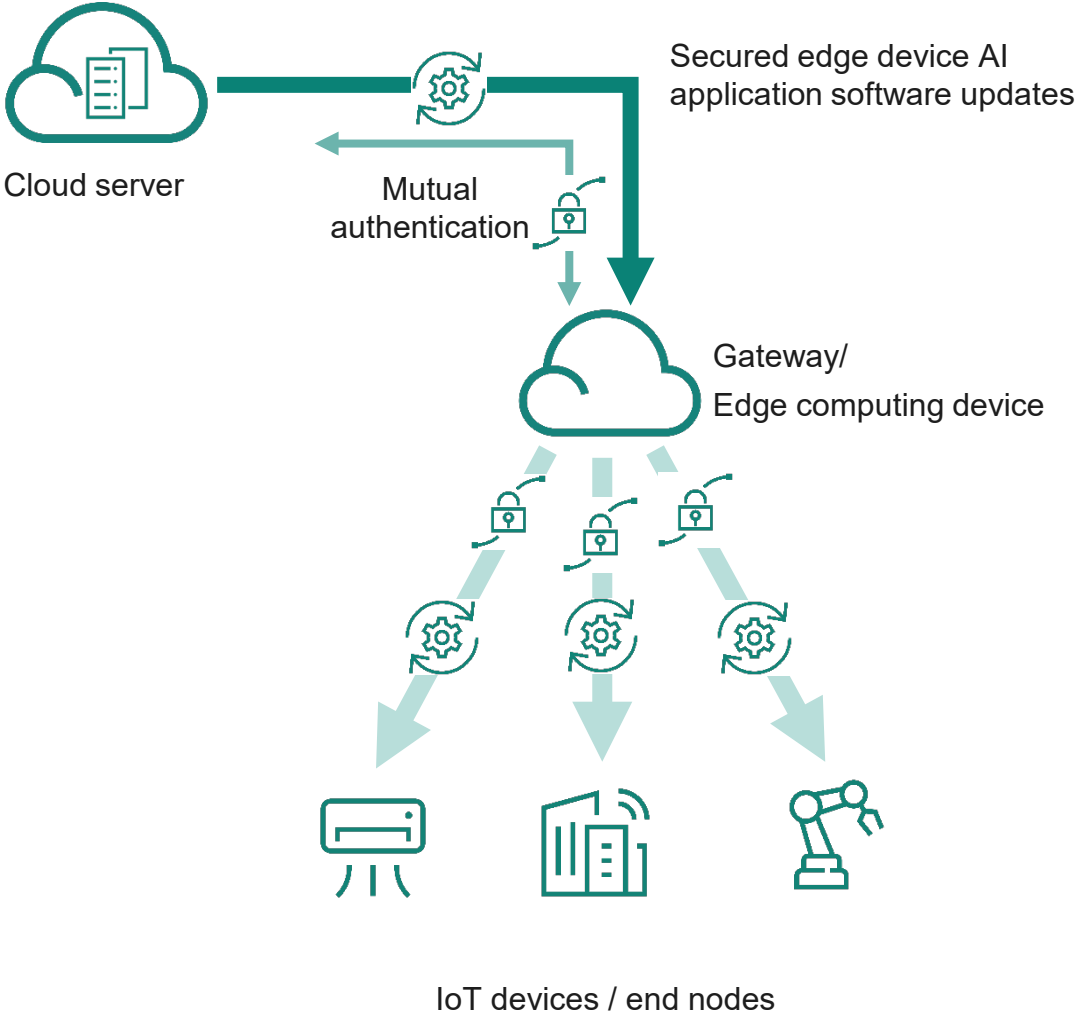 Secured edge device AI
application software updates
Cloud server
Mutual
authentication
Gateway/
Edge computing device
IoT devices / end nodes